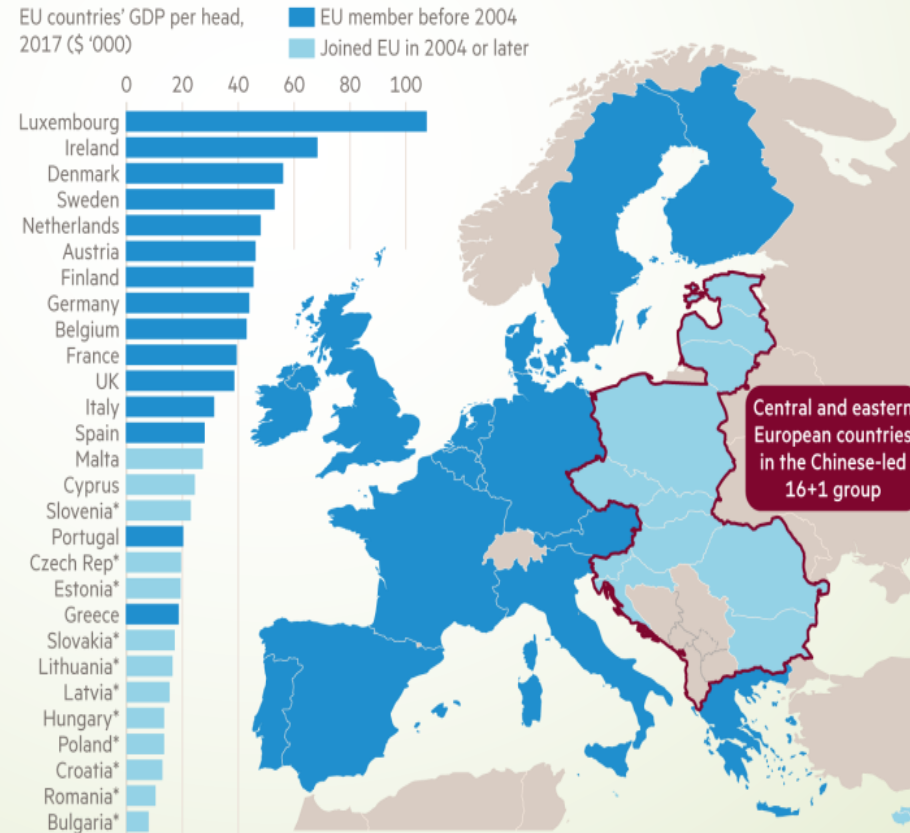 EU countries' GDP per head,
2017 ($ '000)
EU member before 2004
Joined EU in 2004 or later
0 20 40 60 80 100
Luxembourg
Ireland
Denmark
Sweden
Netherlands
Austria
Finland
Germany
Belgium
France
UK
Italy
Spain
Malta
Cyprus
Slovenia*
Portugal
Czech Rep*
Estonia*
Greece
Slovakia*
Lithuania*
Latvia*
Hungary*
Poland*
Croatia*
Romania*
Bulgaria*
Central and eastern
European countries
in the Chinese-led
16+1 group